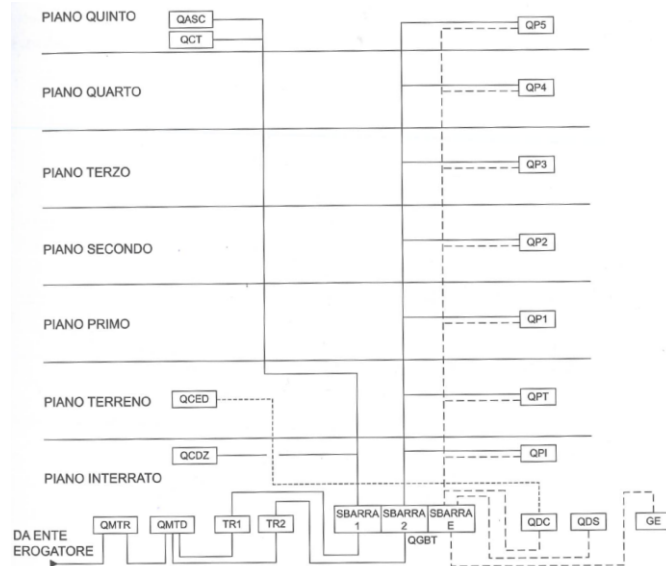 PIANO QUINTO
QASC
QCT
QP5
PIANO QUARTO
QP4
PIANO TERZO
QP3
PIANO SECONDO
QP2
PIANO PRIMO
QP1
PIANO TERRENO
QCED
QPT
PIANO INTERRATO
QCDZ
QPI
DA ENTE
EROGATORE
QMTR
QMTD
TR1
TR2
SBARRA
1
SBARRA
2
SBARRA
E
QGBT
QDC
QDS
GE